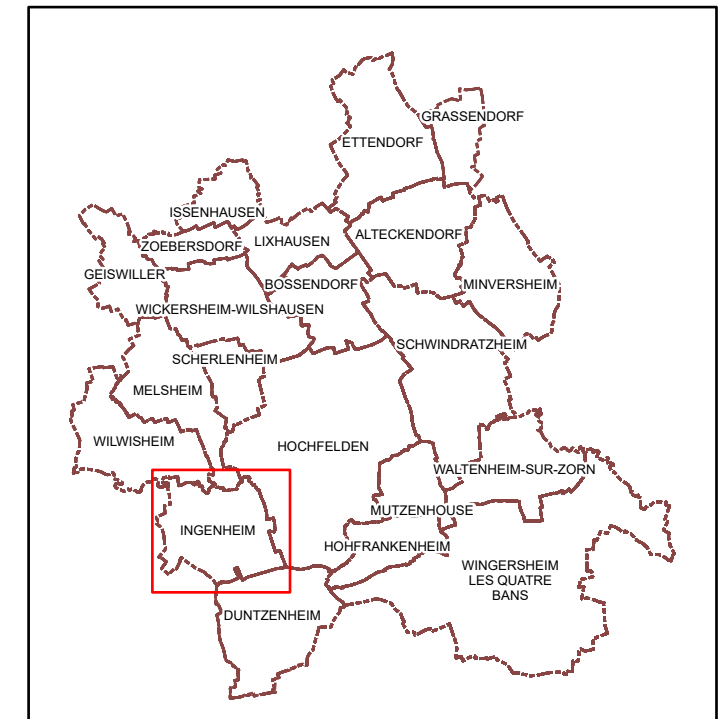 GRASSENDORF
ETTENDORF
ISSENHAUSEN
ALTECKENDORF
ZOEBERSDORF
LIXHAUSEN
GEISWILLER
BOSSENDORF
MINVERSHEIM
WICKERSHEIM-WILSHAUSEN
SCHWINDRATZHEIM
SCHERLENHEIM
MELSHEIM
WILWISHEIM
HOCHFELDEN
WALTENHEIM-SUR-ZORN
MUTZENHOUSE
INGENHEIM
HOHFRANKENHEIM
WINGERSHEIM
LES QUATRE
BANS
DUNTZENHEIM